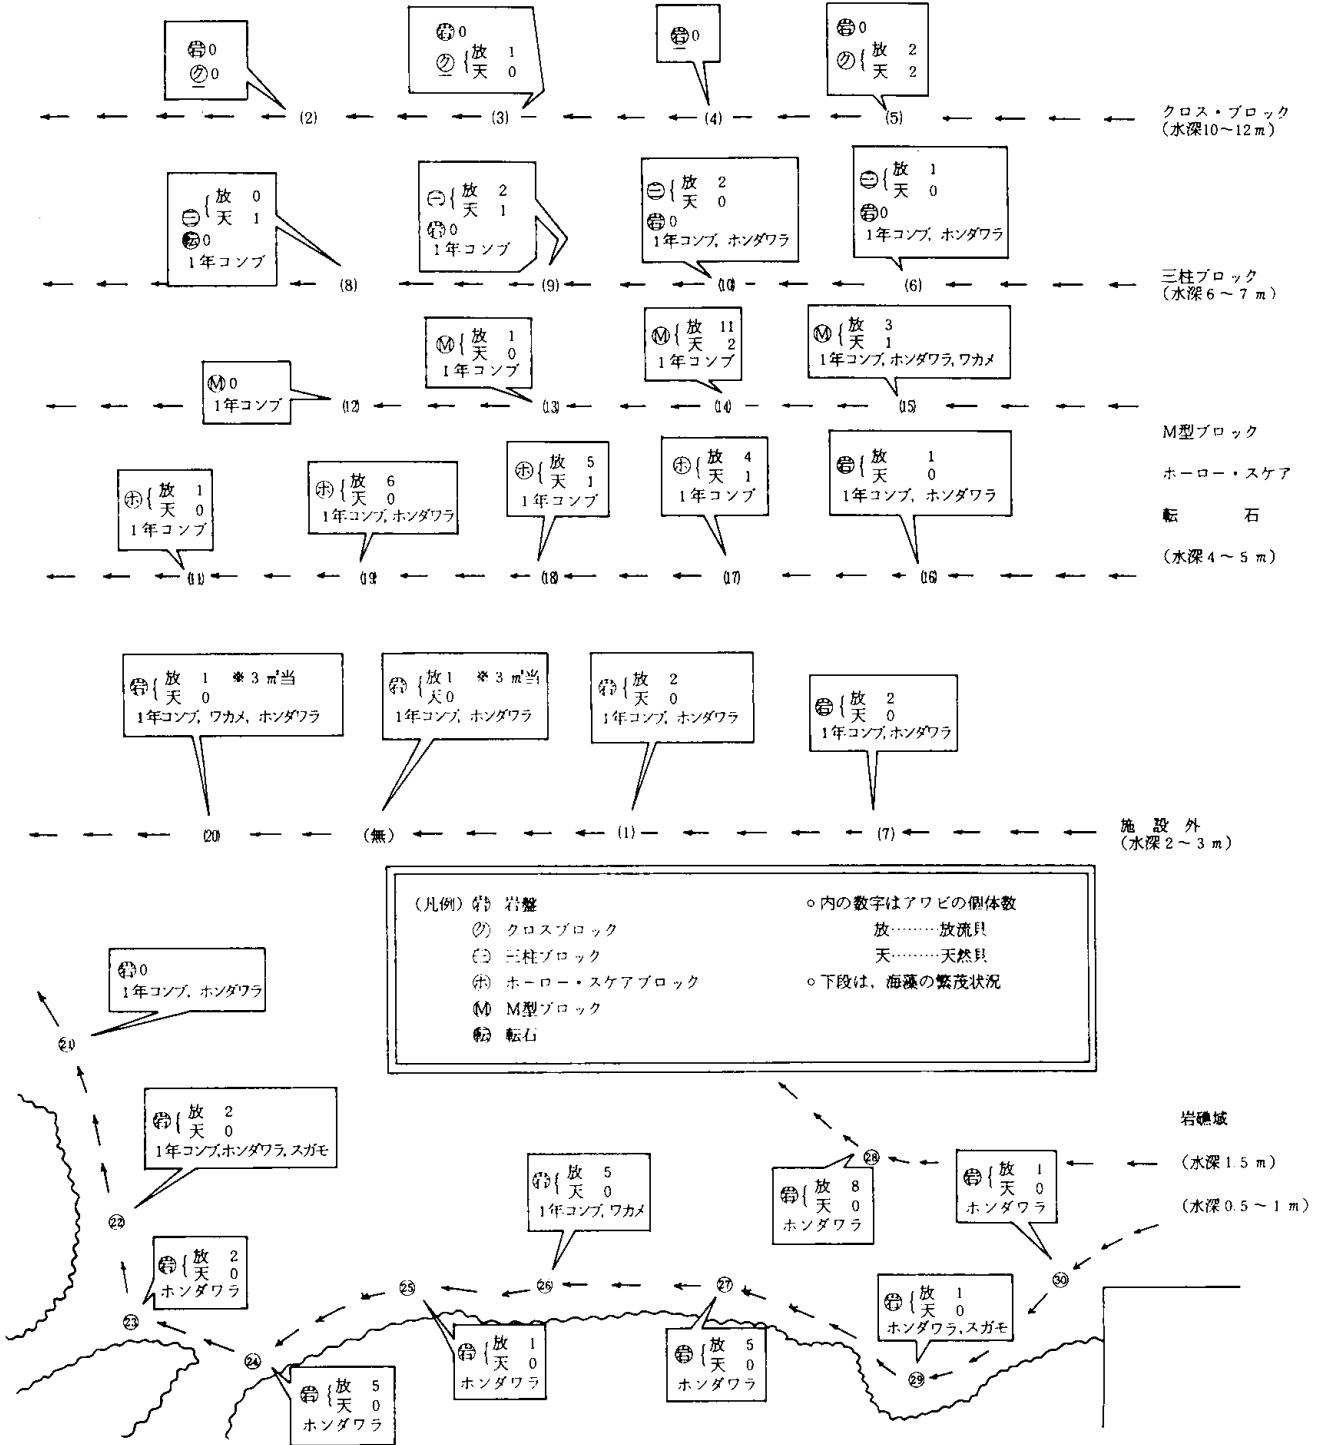 岩0
ク0
岩0
ク{放 1
天 0
岩0
岩0
ク{放 2
天 2
(2) (3) (4) (5)
クロス・ブロック
(水深10~12m)
三{放 0
天 1
転0
1年コンブ
三{放 2
天 1
岩0
1年コンブ
三{放 2
天 0
岩0
1年コンブ, ホンダワラ
三{放 1
天 0
岩0
1年コンブ, ホンダワラ
(8) (9) (10) (6)
三柱ブロック
(水深6~7m)
Ⓜ0
1年コンブ
Ⓜ{放 1
天 0
1年コンブ
Ⓜ{放 11
天 2
1年コンブ
Ⓜ{放 3
天 1
1年コンブ, ホンダワラ, ワカメ
(12) (13) (14) (15)
M型ブロック
ホーロー・スケア
転 石
(水深4~5m)
ホ{放 1
天 0
1年コンブ
ホ{放 6
天 0
1年コンブ, ホンダワラ
ホ{放 5
天 1
1年コンブ
ホ{放 4
天 1
1年コンブ
岩{放 1
天 0
1年コンブ, ホンダワラ
(11) (19) (18) (17) (16)
岩{放 1 ※3㎡当
天 0
1年コンブ, ワカメ, ホンダワラ
岩{放1 ※3㎡当
天0
1年コンブ, ホンダワラ
岩{放 2
天 0
1年コンブ, ホンダワラ
岩{放 2
天 0
1年コンブ, ホンダワラ
(20) (無) (1) (7)
施設外
(水深2~3m)
(凡例) 岩 岩盤
ク クロスブロック
三 三柱ブロック
ホ ホーロー・スケアブロック
Ⓜ M型ブロック
転 転石
○内の数字はアワビの個体数
放………放流貝
天………天然貝
○下段は、海藻の繁茂状況
岩0
1年コンブ, ホンダワラ
㉑
岩{放 2
天 0
1年コンブ,ホンダワラ,スガモ
㉒
岩{放 2
天 0
ホンダワラ
㉓
㉔
岩{放 5
天 0
ホンダワラ
㉕
岩{放 1
天 0
ホンダワラ
岩{放 5
天 0
1年コンブ, ワカメ
㉖
㉗
岩{放 5
天 0
ホンダワラ
㉘
岩{放 8
天 0
ホンダワラ
岩{放 1
天 0
ホンダワラ, スガモ
㉙
岩{放 1
天 0
ホンダワラ
㉚
岩礁域
(水深1.5m)
(水深0.5~1m)